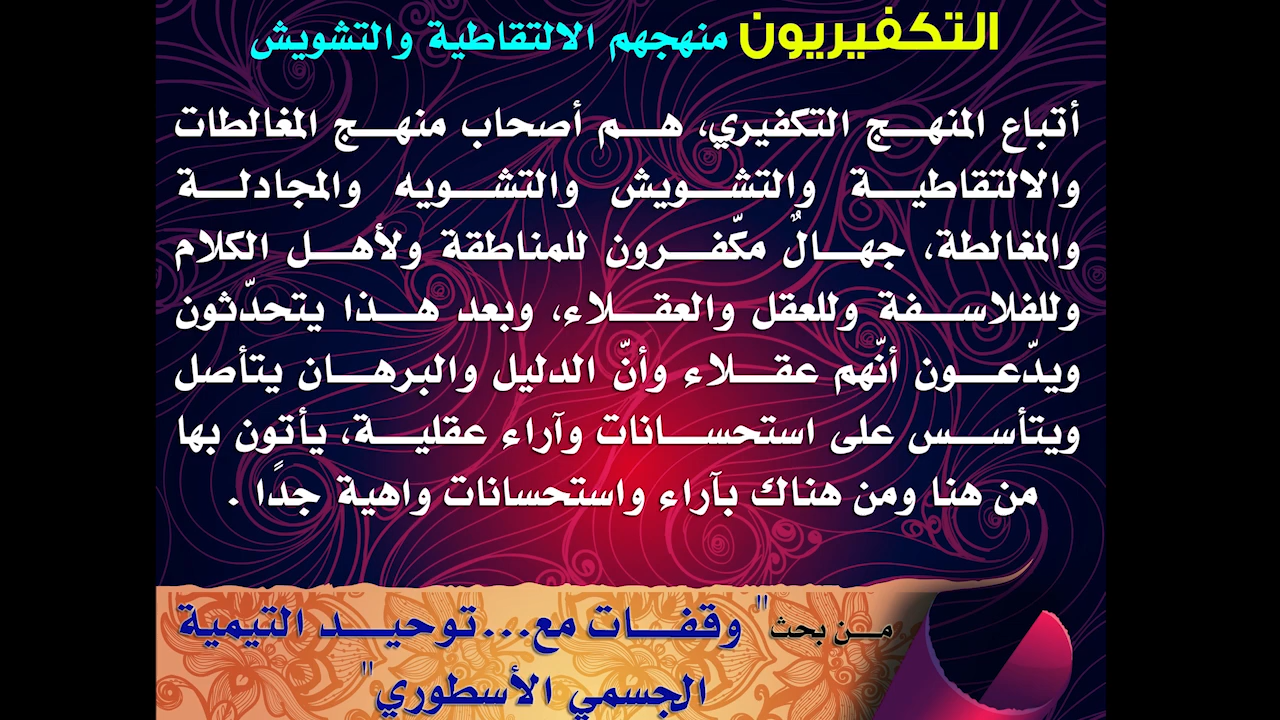 التكفيريون منهجهم الالتقاطية والتشويش
أتباع المنهج التكفيري، هم أصحاب منهج المغالطات
والالتقاطية والتشويش والتشويه والمجادلة
والمغالطة، جهالٌ مكّفرون للمناطقة ولأهل الكلام
وللفلاسفة وللعقل والعقلاء، وبعد هذا يتحدّثون
ويدّعون أنّهم عقلاء وأنّ الدليل والبرهان يتأصل
ويتأسس على استحسانات وآراء عقلية، يأتون بها
من هنا ومن هناك بآراء واستحسانات واهية جدًا .
من بحث" وقفات مع...توحيد التيمية
الجسمي الأسطوري"